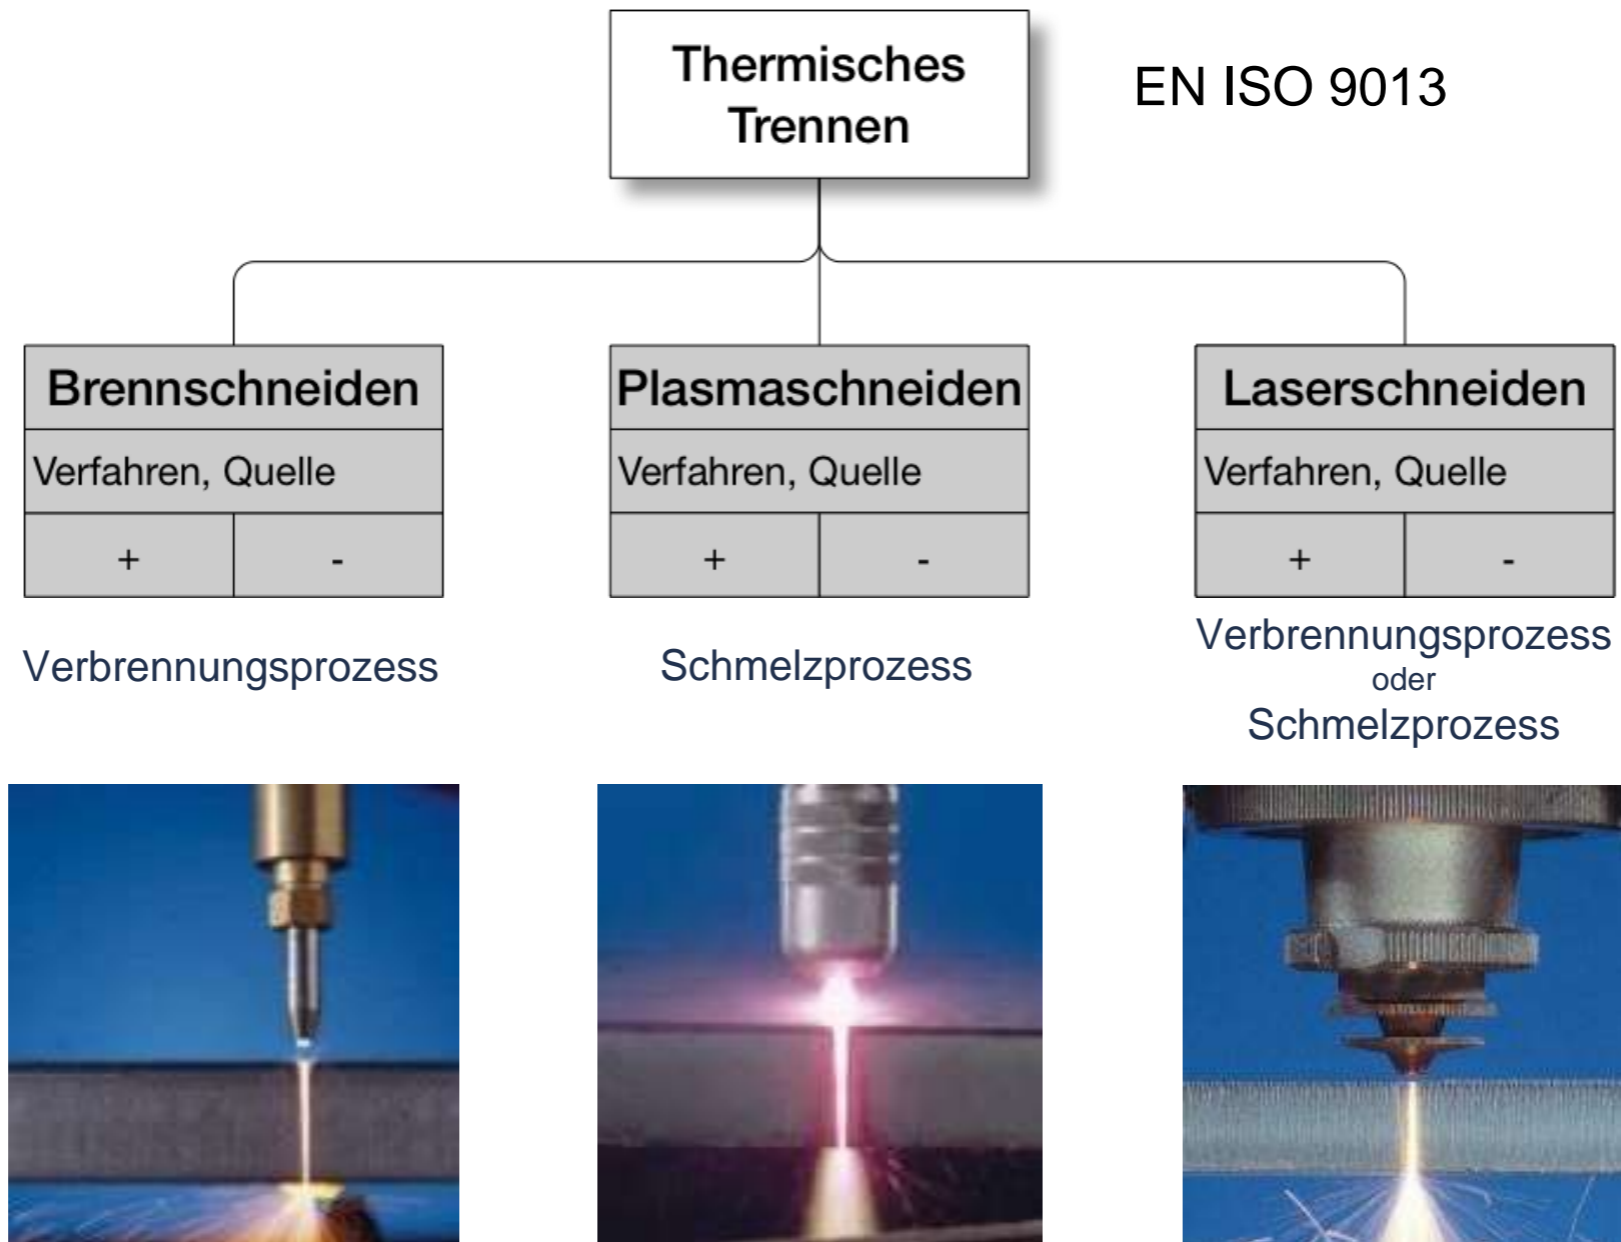 Thermisches
Trennen
EN ISO 9013
Brennschneiden
Verfahren, Quelle
+ -
Plasmaschneiden
Verfahren, Quelle
+ -
Laserschneiden
Verfahren, Quelle
+ -
Verbrennungsprozess
Schmelzprozess
Verbrennungsprozess
oder
Schmelzprozess